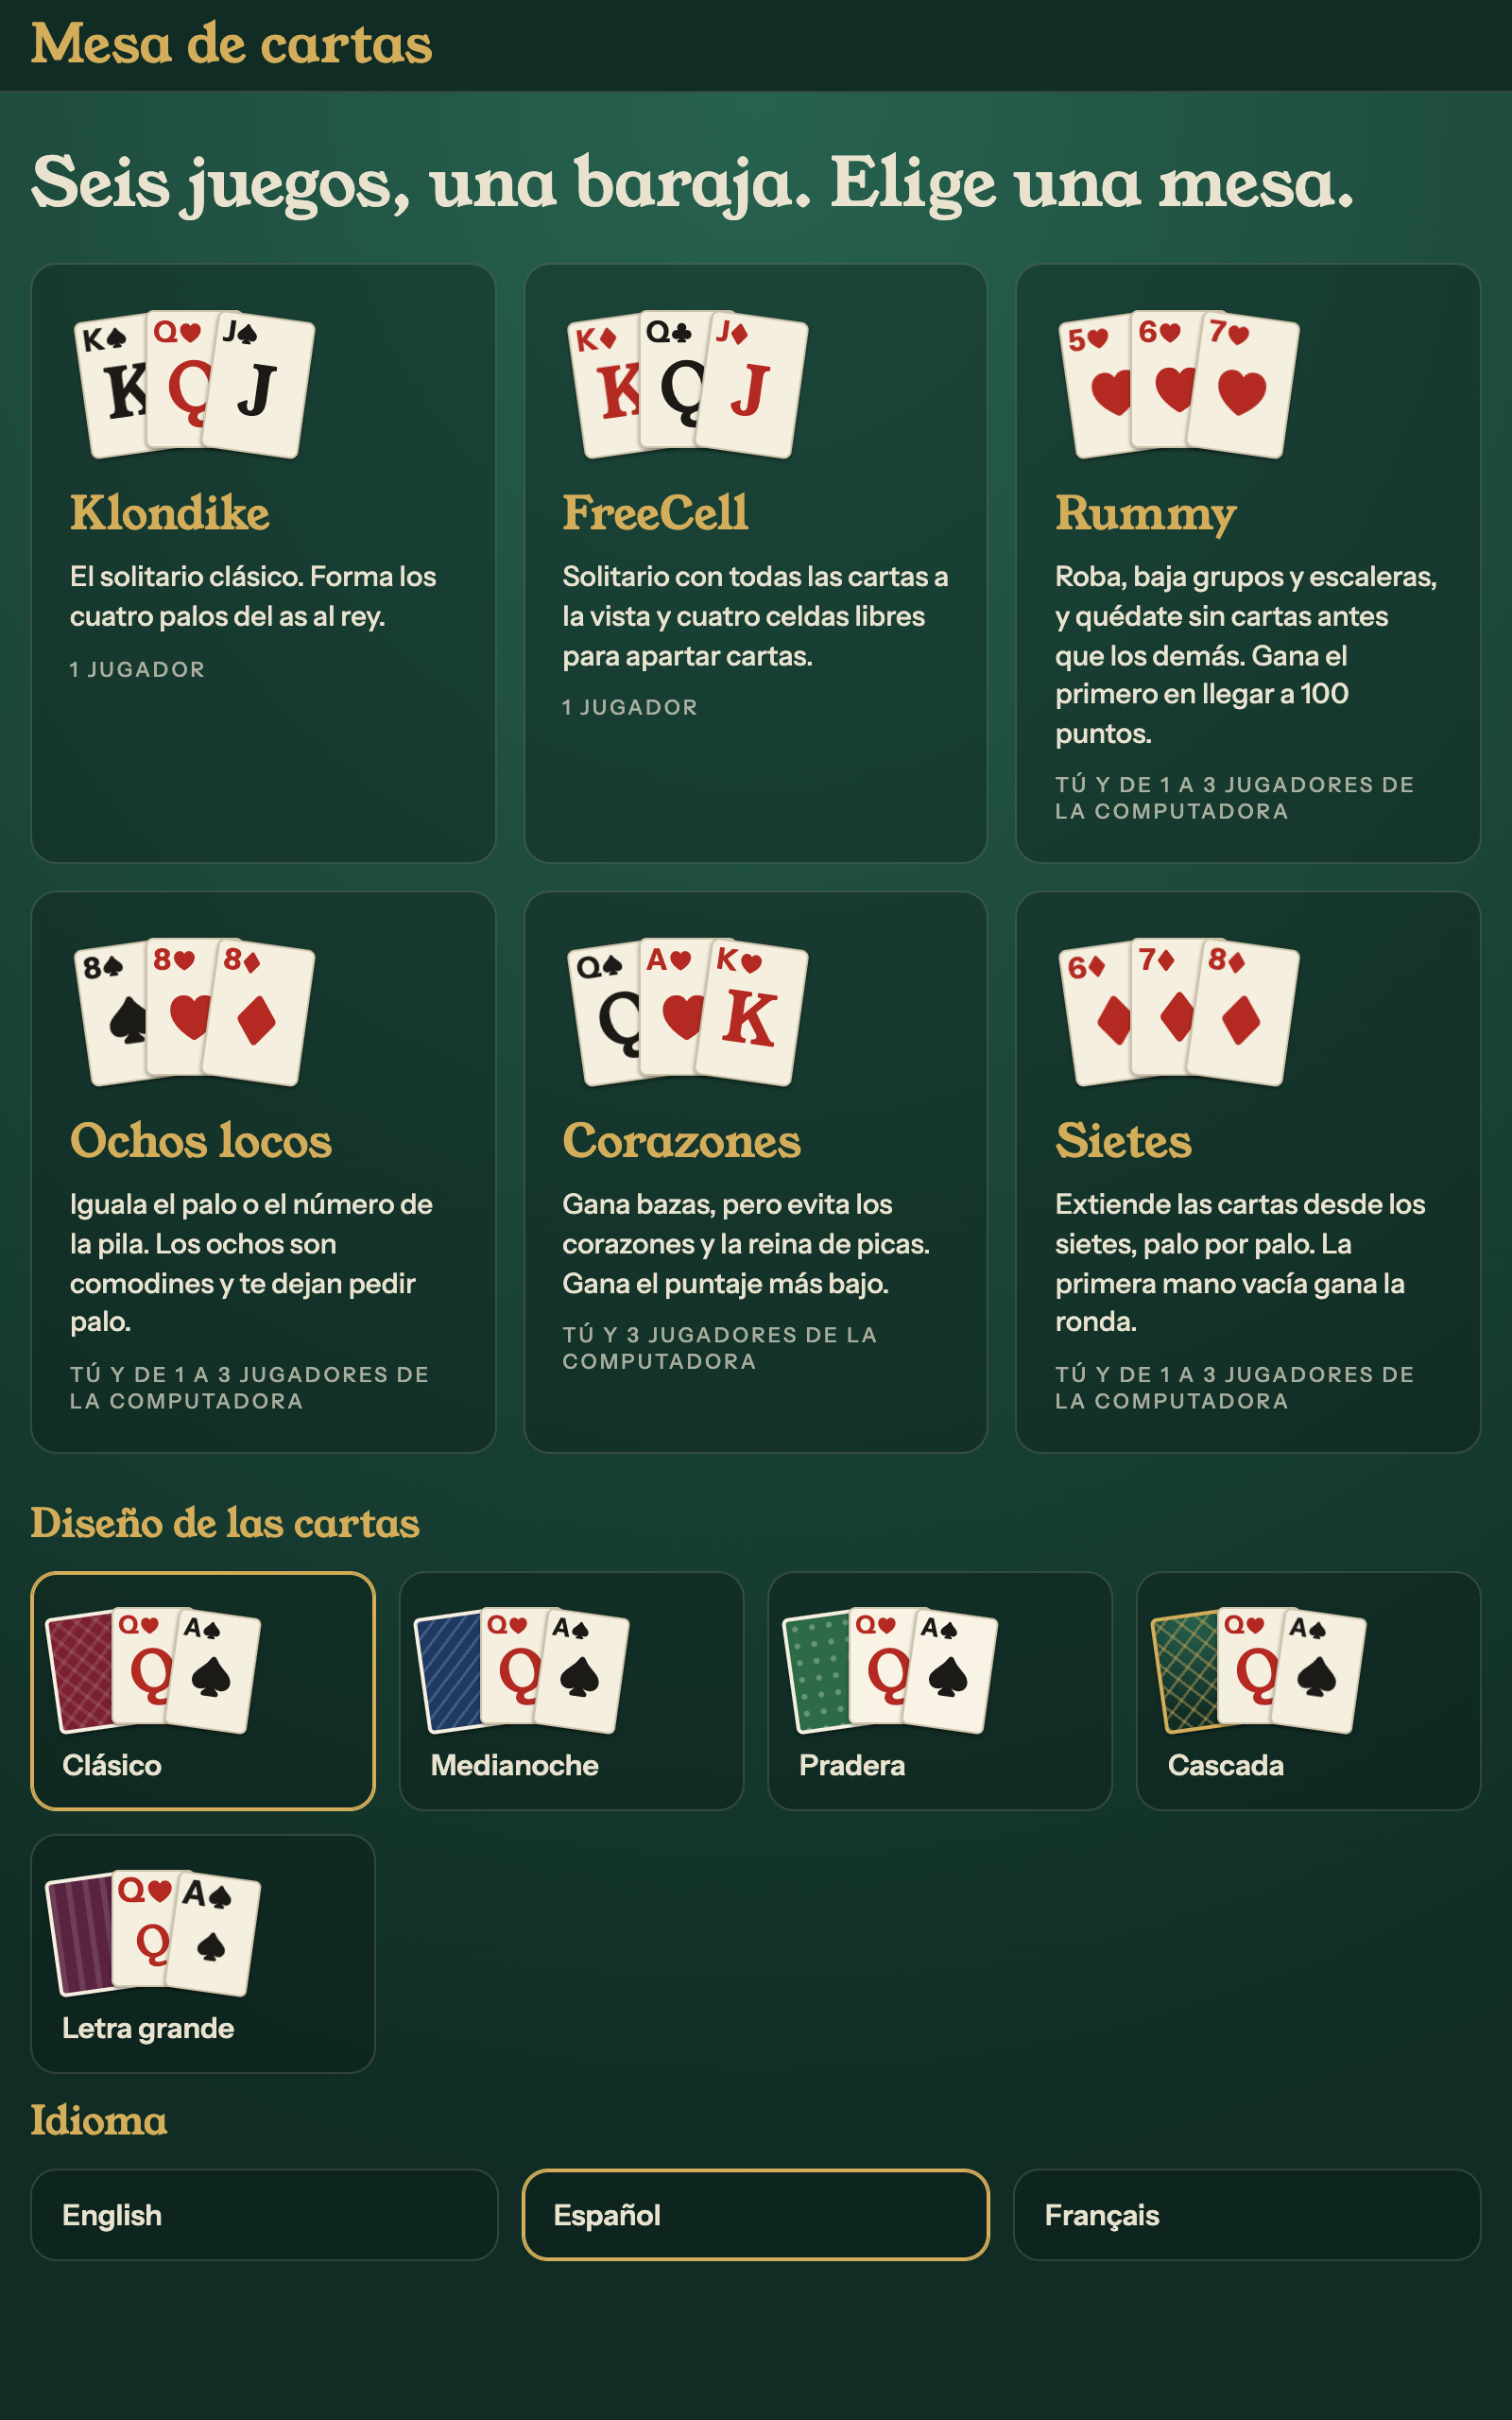 Mesa de cartas
Seis juegos, una baraja. Elige una mesa.
K♠ Q♥ J♠
K Q J
Klondike
El solitario clásico. Forma los
cuatro palos del as al rey.
1 JUGADOR
K♦ Q♣ J♦
K Q J
FreeCell
Solitario con todas las cartas a
la vista y cuatro celdas libres
para apartar cartas.
1 JUGADOR
5♥ 6♥ 7♥
Rummy
Roba, baja grupos y escaleras,
y quédate sin cartas antes
que los demás. Gana el
primero en llegar a 100
puntos.
TÚ Y DE 1 A 3 JUGADORES DE
LA COMPUTADORA
8♠ 8♥ 8♦
Ochos locos
Iguala el palo o el número de
la pila. Los ochos son
comodines y te dejan pedir
palo.
TÚ Y DE 1 A 3 JUGADORES DE
LA COMPUTADORA
Q♠ A♥ K♥
Q K
Corazones
Gana bazas, pero evita los
corazones y la reina de picas.
Gana el puntaje más bajo.
TÚ Y 3 JUGADORES DE LA
COMPUTADORA
6♦ 7♦ 8♦
Sietes
Extiende las cartas desde los
sietes, palo por palo. La
primera mano vacía gana la
ronda.
TÚ Y DE 1 A 3 JUGADORES DE
LA COMPUTADORA
Diseño de las cartas
Q♥ A♠
Q
Clásico
Q♥ A♠
Q
Medianoche
Q♥ A♠
Q
Pradera
Q♥ A♠
Q
Cascada
Q♥ A♠
Q
Letra grande
Idioma
English
Español
Français